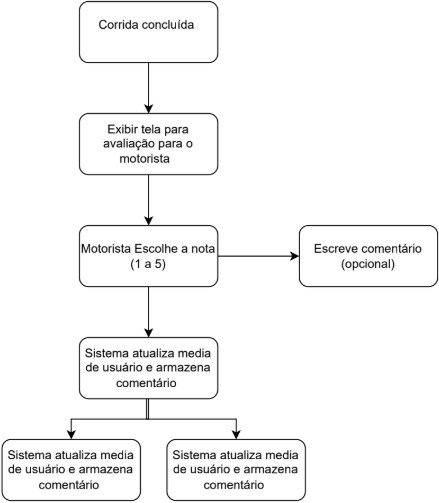 Corrida concluída
Exibir tela para
avaliação para o
motorista
Motorista Escolhe a nota
(1 a 5)
Escreve comentário
(opcional)
Sistema atualiza media
de usuário e armazena
comentário
Sistema atualiza media
de usuário e armazena
comentário
Sistema atualiza media
de usuário e armazena
comentário